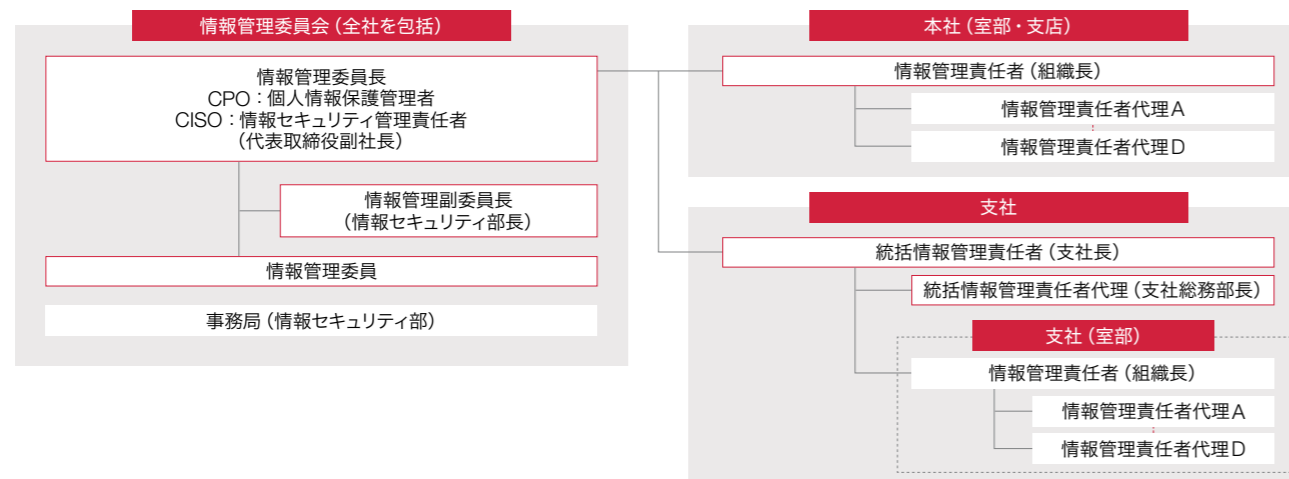 情報管理委員会（全社を包括）
情報管理委員長
CPO：個人情報保護管理者
CISO：情報セキュリティ管理責任者
（代表取締役副社長）
情報管理副委員長
（情報セキュリティ部長）
情報管理委員
事務局（情報セキュリティ部）
本社（室部・支店）
情報管理責任者（組織長）
情報管理責任者代理A
情報管理責任者代理D
支社
統括情報管理責任者（支社長）
統括情報管理責任者代理（支社総務部長）
支社（室部）
情報管理責任者（組織長）
情報管理責任者代理A
情報管理責任者代理D